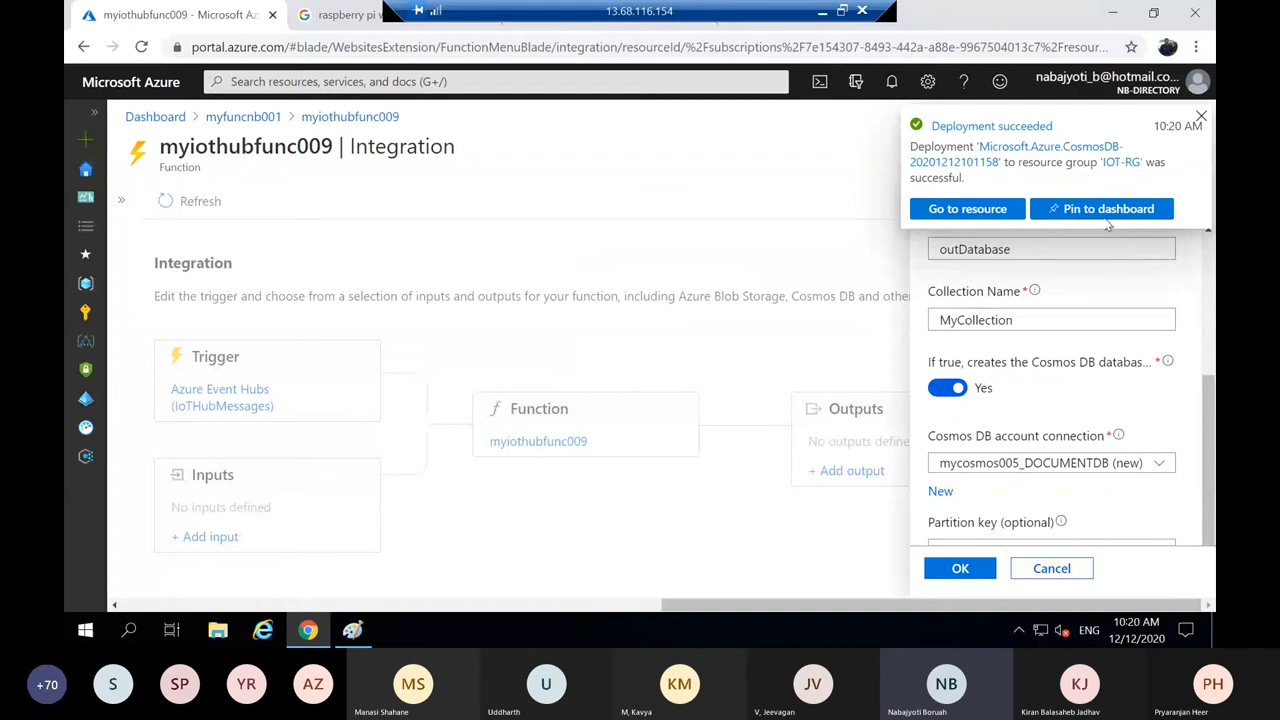 myiothubfunc009 - Microsoft Azu
raspberry pi w
13.68.116.154
portal.azure.com/#blade/WebsitesExtension/FunctionMenuBlade/integration/resourceId/%2Fsubscriptions%2F7e154307-8493-442a-a88e-9967504013c7%2Fresour...
Microsoft Azure
Search resources, services, and docs (G+/)
nabajyoti_b@hotmail.co...
NB-DIRECTORY
Dashboard > myfuncnb001 > myiothubfunc009
myiothubfunc009 | Integration
Function
Refresh
Deployment succeeded
10:20 AM
Deployment 'Microsoft.Azure.CosmosDB-
20201212101158' to resource group 'IOT-RG' was
successful.
Go to resource
Pin to dashboard
Integration
Edit the trigger and choose from a selection of inputs and outputs for your function, including Azure Blob Storage, Cosmos DB and othe
Trigger
Azure Event Hubs
(IoTHubMessages)
Function
myiothubfunc009
Outputs
No outputs define
+ Add output
Inputs
No inputs defined
+ Add input
outDatabase
Collection Name *
MyCollection
If true, creates the Cosmos DB databas... *
Yes
Cosmos DB account connection *
mycosmos005_DOCUMENTDB (new)
New
Partition key (optional)
OK
Cancel
ENG
10:20 AM
12/12/2020
+70
S
SP
YR
AZ
MS
Manasi Shahane
U
Uddharth
KM
M, Kavya
JV
V, Jeevagan
NB
Nabajyoti Boruah
KJ
Kiran Balasaheb Jadhav
PH
Pryaranjan Heer